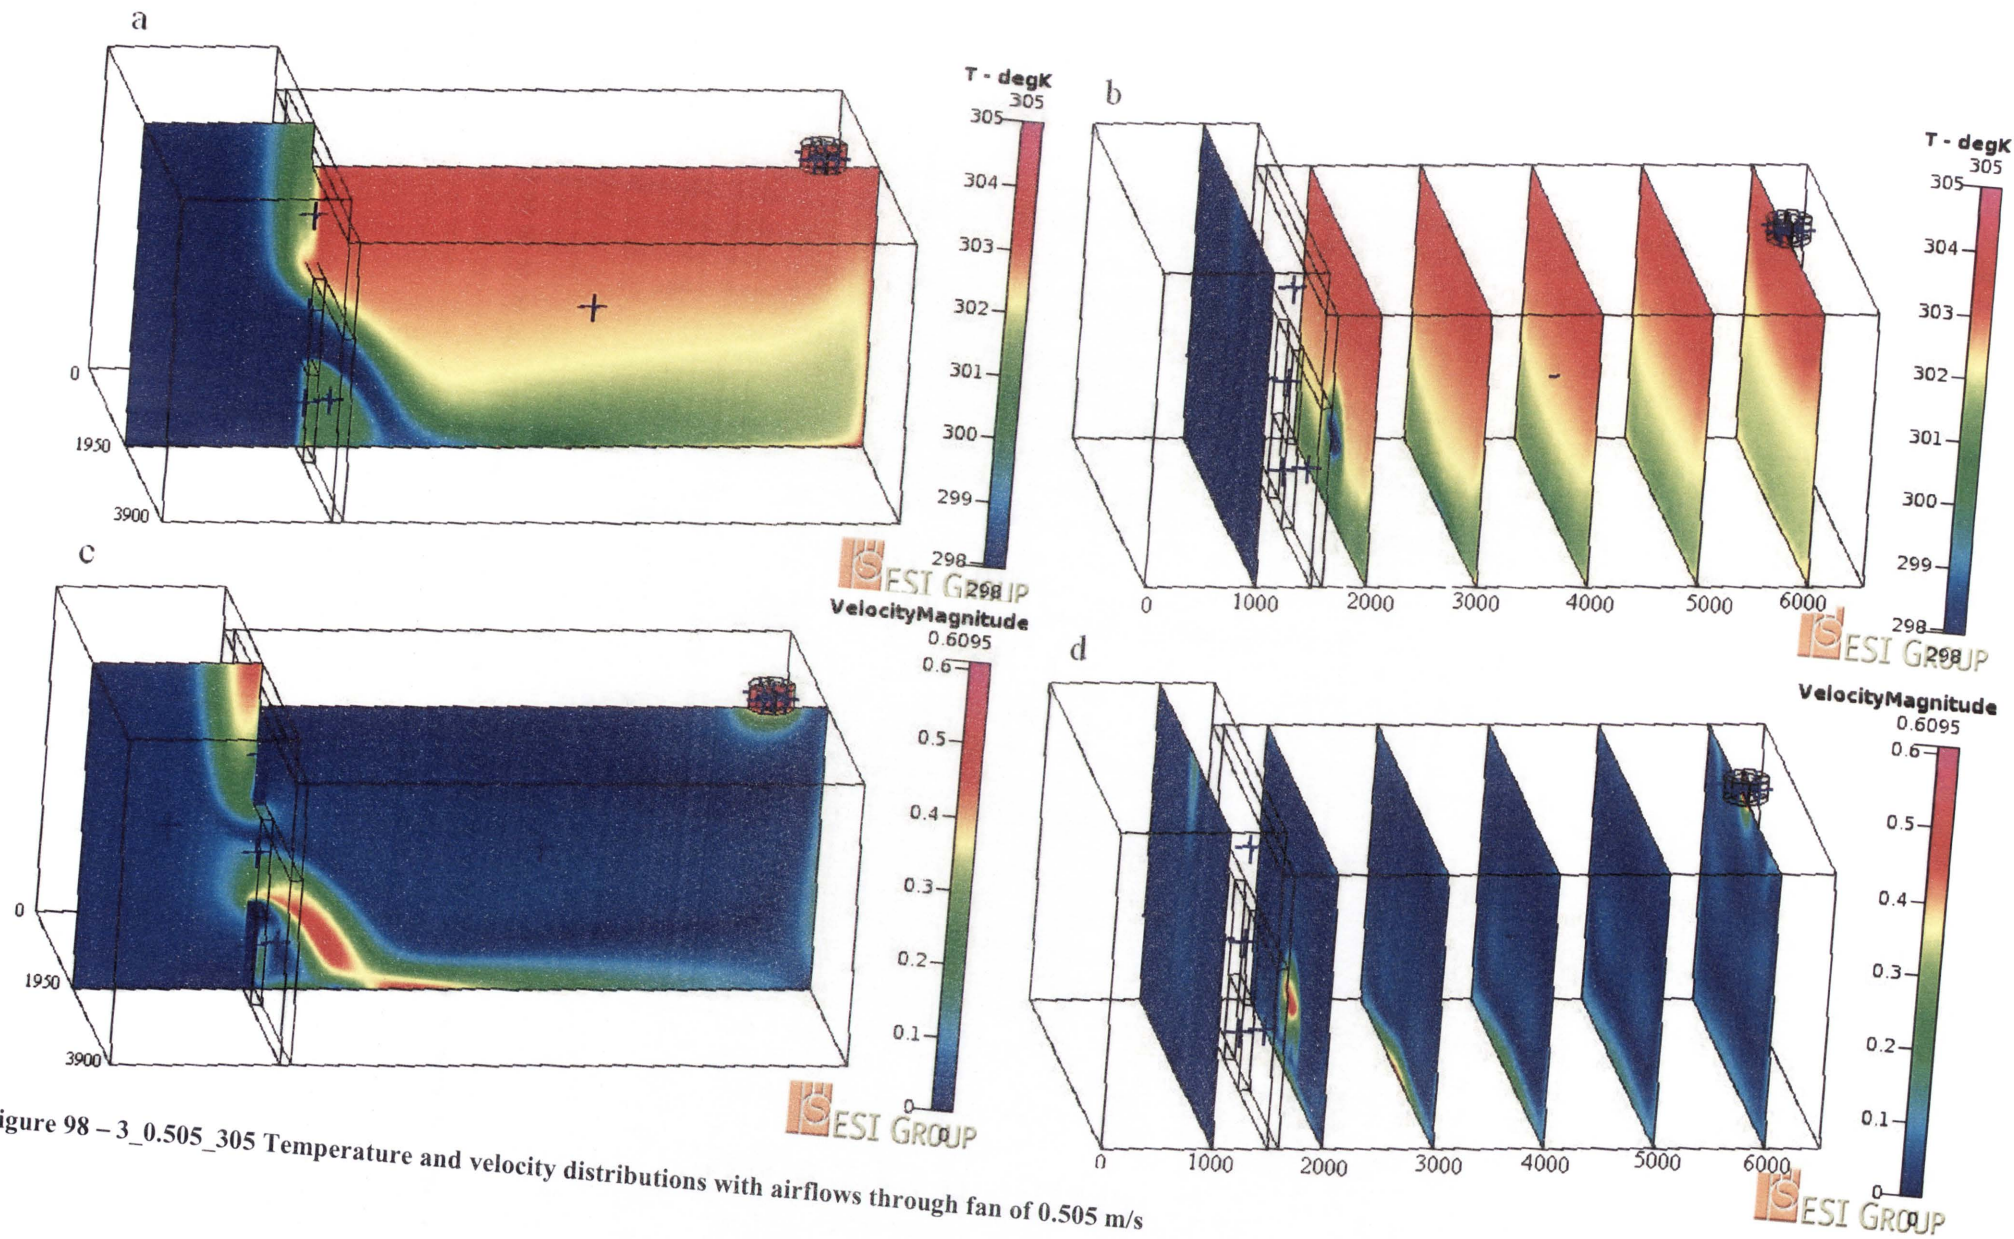 a
T - degK
305
305
304
303
302
301
300
299
298
298
0
1950
3900
ESI GROUP
b
T - degK
305
305
304
303
302
301
300
299
298
298
0 1000 2000 3000 4000 5000 6000
ESI GROUP
c
VelocityMagnitude
0.6095
0.6
0.5
0.4
0.3
0.2
0.1
0
0
0
1950
3900
ESI GROUP
d
VelocityMagnitude
0.6095
0.6
0.5
0.4
0.3
0.2
0.1
0
0
0 1000 2000 3000 4000 5000 6000
ESI GROUP
igure 98 – 3_0.505_305 Temperature and velocity distributions with airflows through fan of 0.505 m/s